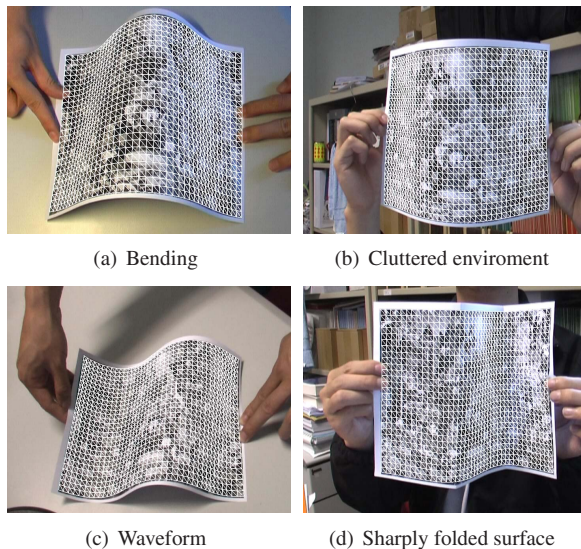 (a) Bending
(b) Cluttered enviroment
(c) Waveform
(d) Sharply folded surface